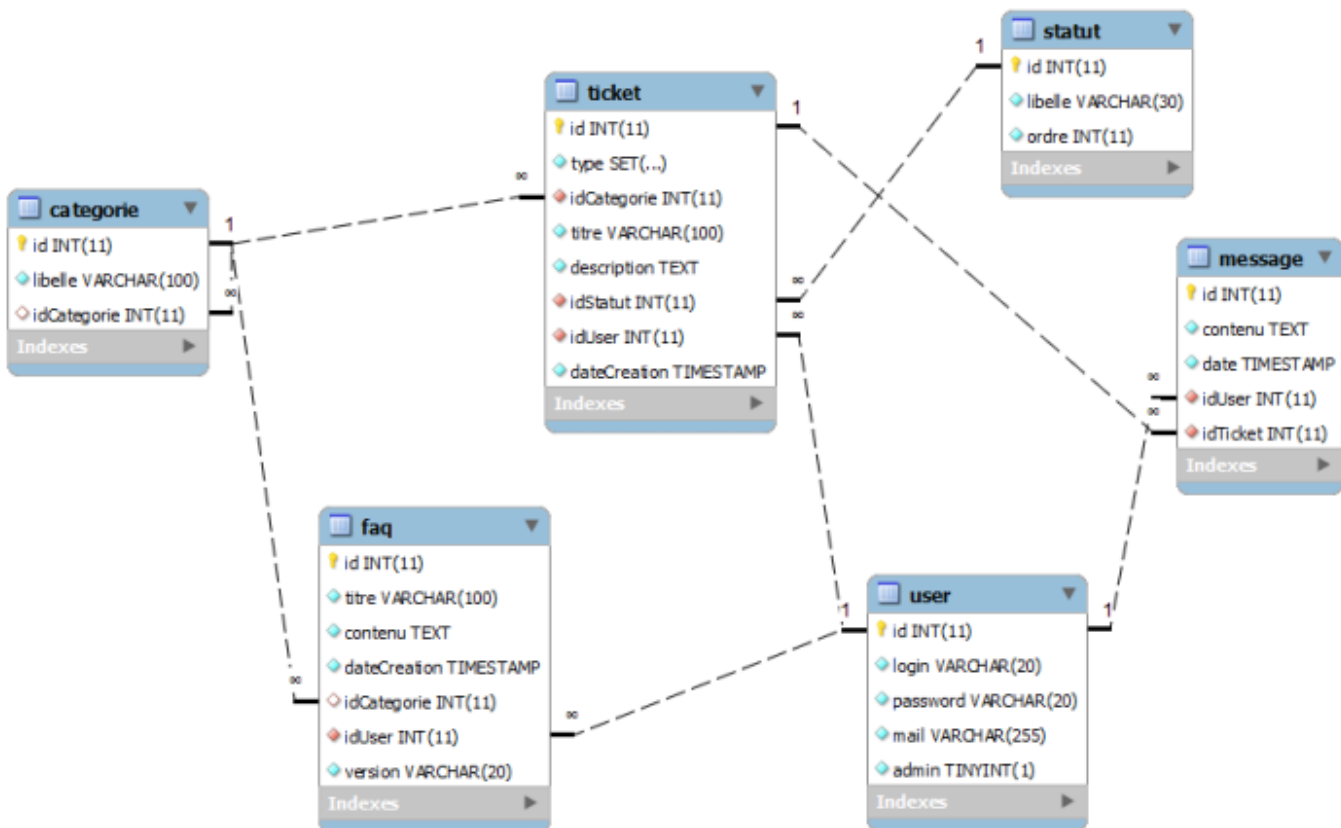 categorie
id INT(11)
libelle VARCHAR(100)
idCategorie INT(11)
Indexes
1
∞
ticket
id INT(11)
type SET(...)
idCategorie INT(11)
titre VARCHAR(100)
description TEXT
idStatut INT(11)
idUser INT(11)
dateCreation TIMESTAMP
Indexes
∞
1
∞
∞
statut
id INT(11)
libelle VARCHAR(30)
ordre INT(11)
Indexes
1
message
id INT(11)
contenu TEXT
date TIMESTAMP
idUser INT(11)
idTicket INT(11)
Indexes
∞
∞
faq
id INT(11)
titre VARCHAR(100)
contenu TEXT
dateCreation TIMESTAMP
idCategorie INT(11)
idUser INT(11)
version VARCHAR(20)
Indexes
∞
∞
user
id INT(11)
login VARCHAR(20)
password VARCHAR(20)
mail VARCHAR(255)
admin TINYINT(1)
Indexes
1
1